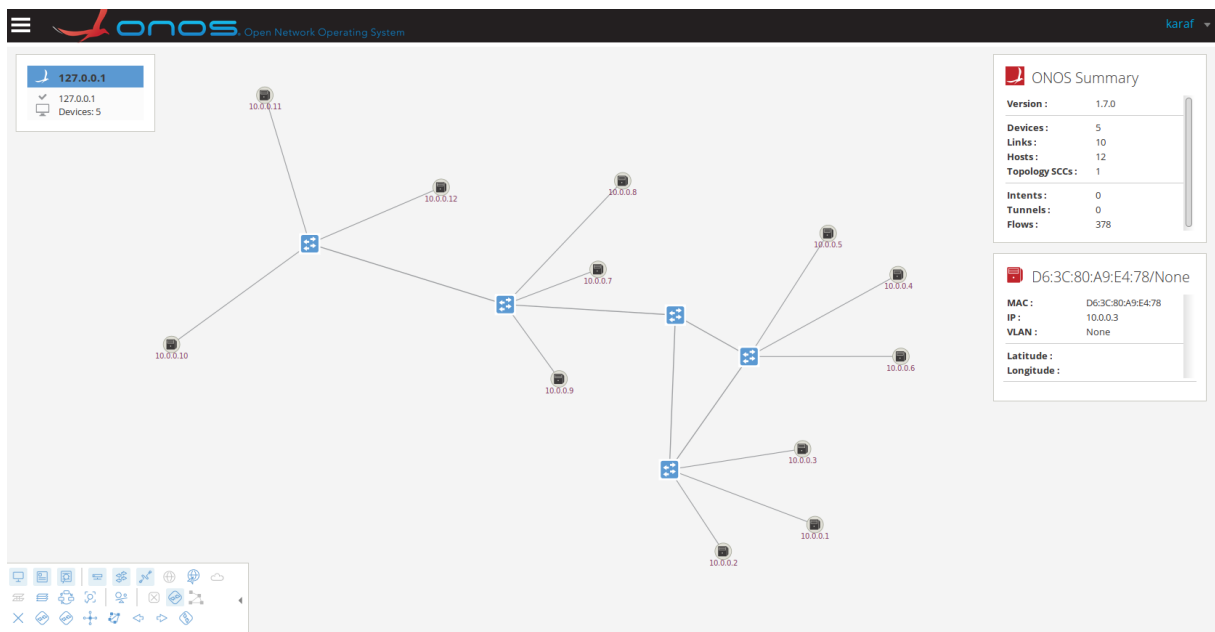 ONOS. Open Network Operating System
karaf
127.0.0.1
127.0.0.1
Devices: 5
10.0.0.11
10.0.0.12
10.0.0.8
10.0.0.5
10.0.0.7
10.0.0.4
10.0.0.10
10.0.0.9
10.0.0.6
10.0.0.3
10.0.0.1
10.0.0.2
ONOS Summary
Version : 1.7.0
Devices : 5
Links : 10
Hosts : 12
Topology SCCs : 1
Intents : 0
Tunnels : 0
Flows : 378
D6:3C:80:A9:E4:78/None
MAC : D6:3C:80:A9:E4:78
IP : 10.0.0.3
VLAN : None
Latitude :
Longitude :